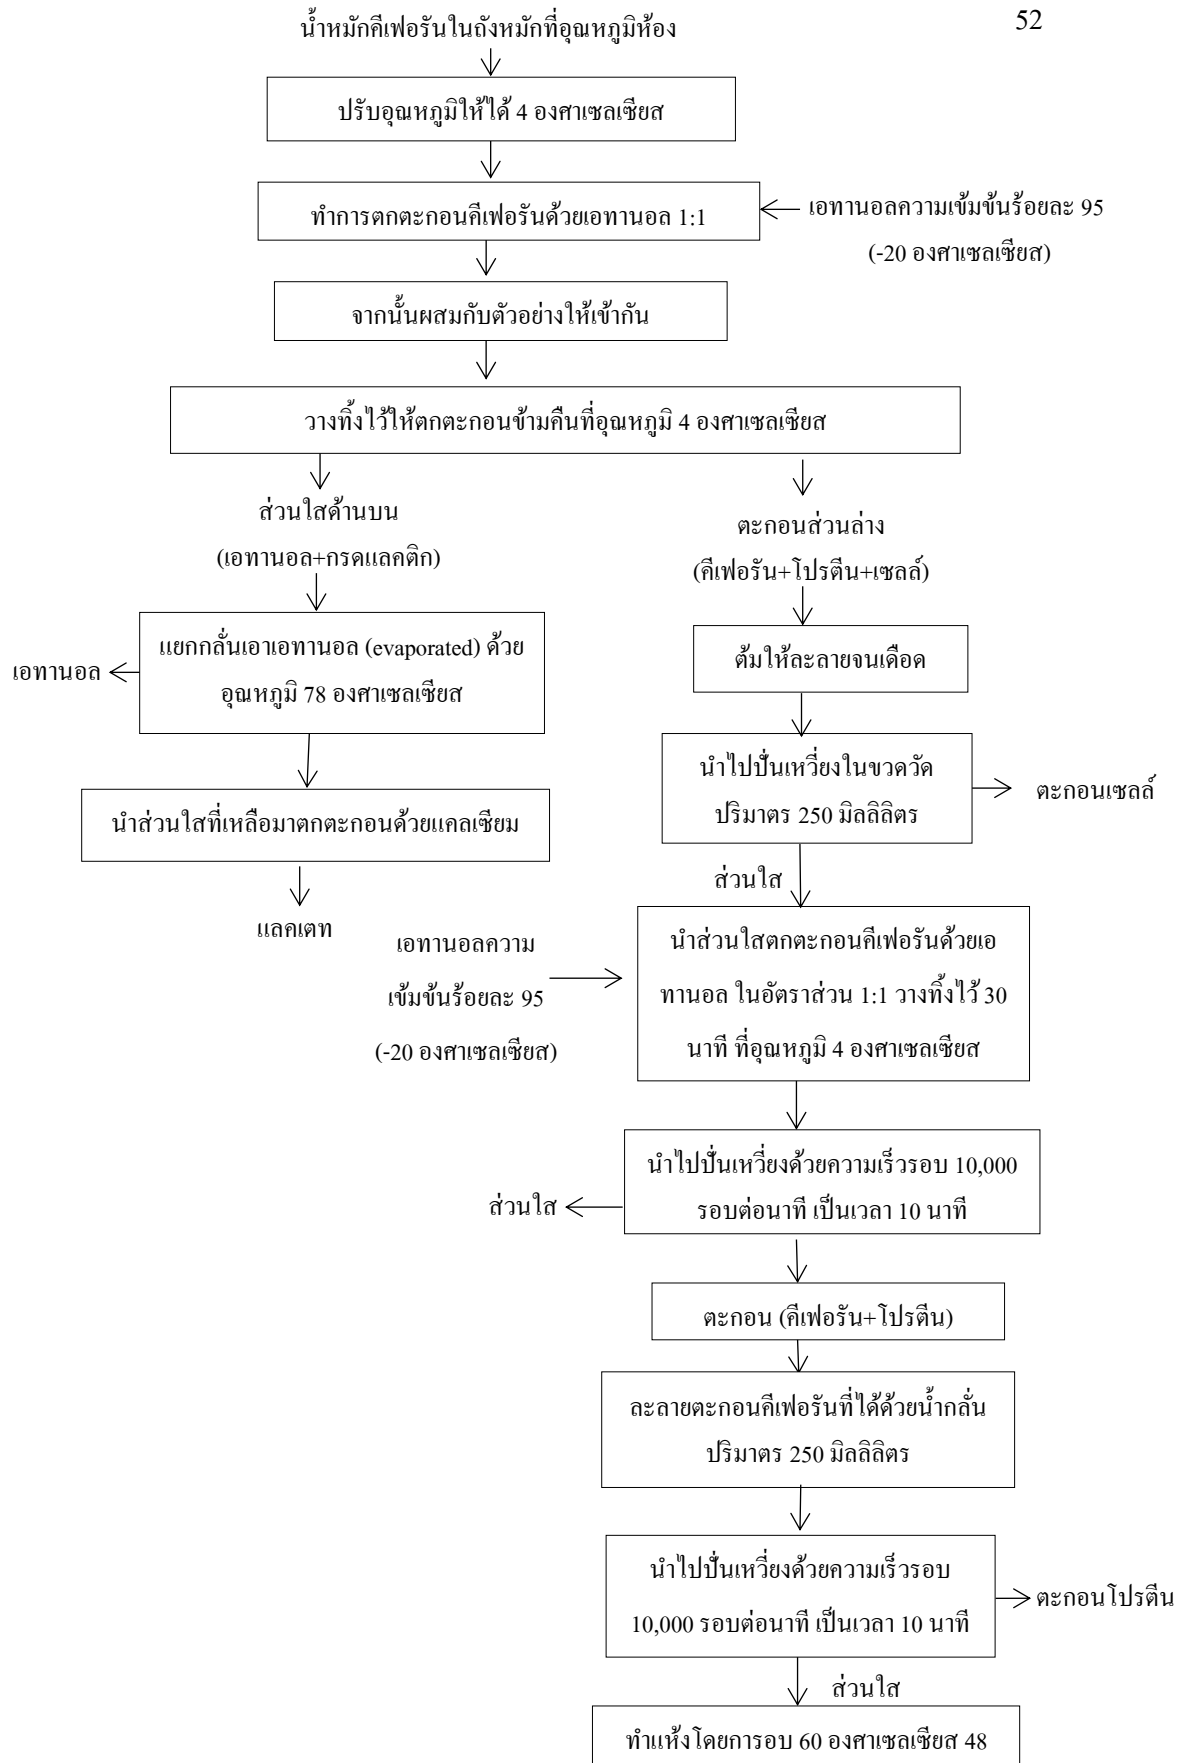 52
น้ำหมักคีเฟอรันในถังหมักที่อุณหภูมิห้อง
ปรับอุณหภูมิให้ได้ 4 องศาเซลเซียส
ทำการตกตะกอนคีเฟอรันด้วยเอทานอล 1:1
เอทานอลความเข้มข้นร้อยละ 95
(-20 องศาเซลเซียส)
จากนั้นผสมกับตัวอย่างให้เข้ากัน
วางทิ้งไว้ให้ตกตะกอนข้ามคืนที่อุณหภูมิ 4 องศาเซลเซียส
ส่วนใสด้านบน
(เอทานอล+กรดแลคติก)
แยกกลั่นเอาเอทานอล (evaporated) ด้วย
อุณหภูมิ 78 องศาเซลเซียส
เอทานอล
นำส่วนใสที่เหลือมาตกตะกอนด้วยแคลเซียม
แลคเตท
ตะกอนส่วนล่าง
(คีเฟอรัน+โปรตีน+เซลล์)
ต้มให้ละลายจนเดือด
นำไปปั่นเหวี่ยงในขวดวัด
ปริมาตร 250 มิลลิลิตร
ตะกอนเซลล์
ส่วนใส
เอทานอลความ
เข้มข้นร้อยละ 95
(-20 องศาเซลเซียส)
นำส่วนใสตกตะกอนคีเฟอรันด้วยเอ
ทานอล ในอัตราส่วน 1:1 วางทิ้งไว้ 30
นาที ที่อุณหภูมิ 4 องศาเซลเซียส
นำไปปั่นเหวี่ยงด้วยความเร็วรอบ 10,000
รอบต่อนาที เป็นเวลา 10 นาที
ส่วนใส
ตะกอน (คีเฟอรัน+โปรตีน)
ละลายตะกอนคีเฟอรันที่ได้ด้วยน้ำกลั่น
ปริมาตร 250 มิลลิลิตร
นำไปปั่นเหวี่ยงด้วยความเร็วรอบ
10,000 รอบต่อนาที เป็นเวลา 10 นาที
ตะกอนโปรตีน
ส่วนใส
ทำแห้งโดยการอบ 60 องศาเซลเซียส 48